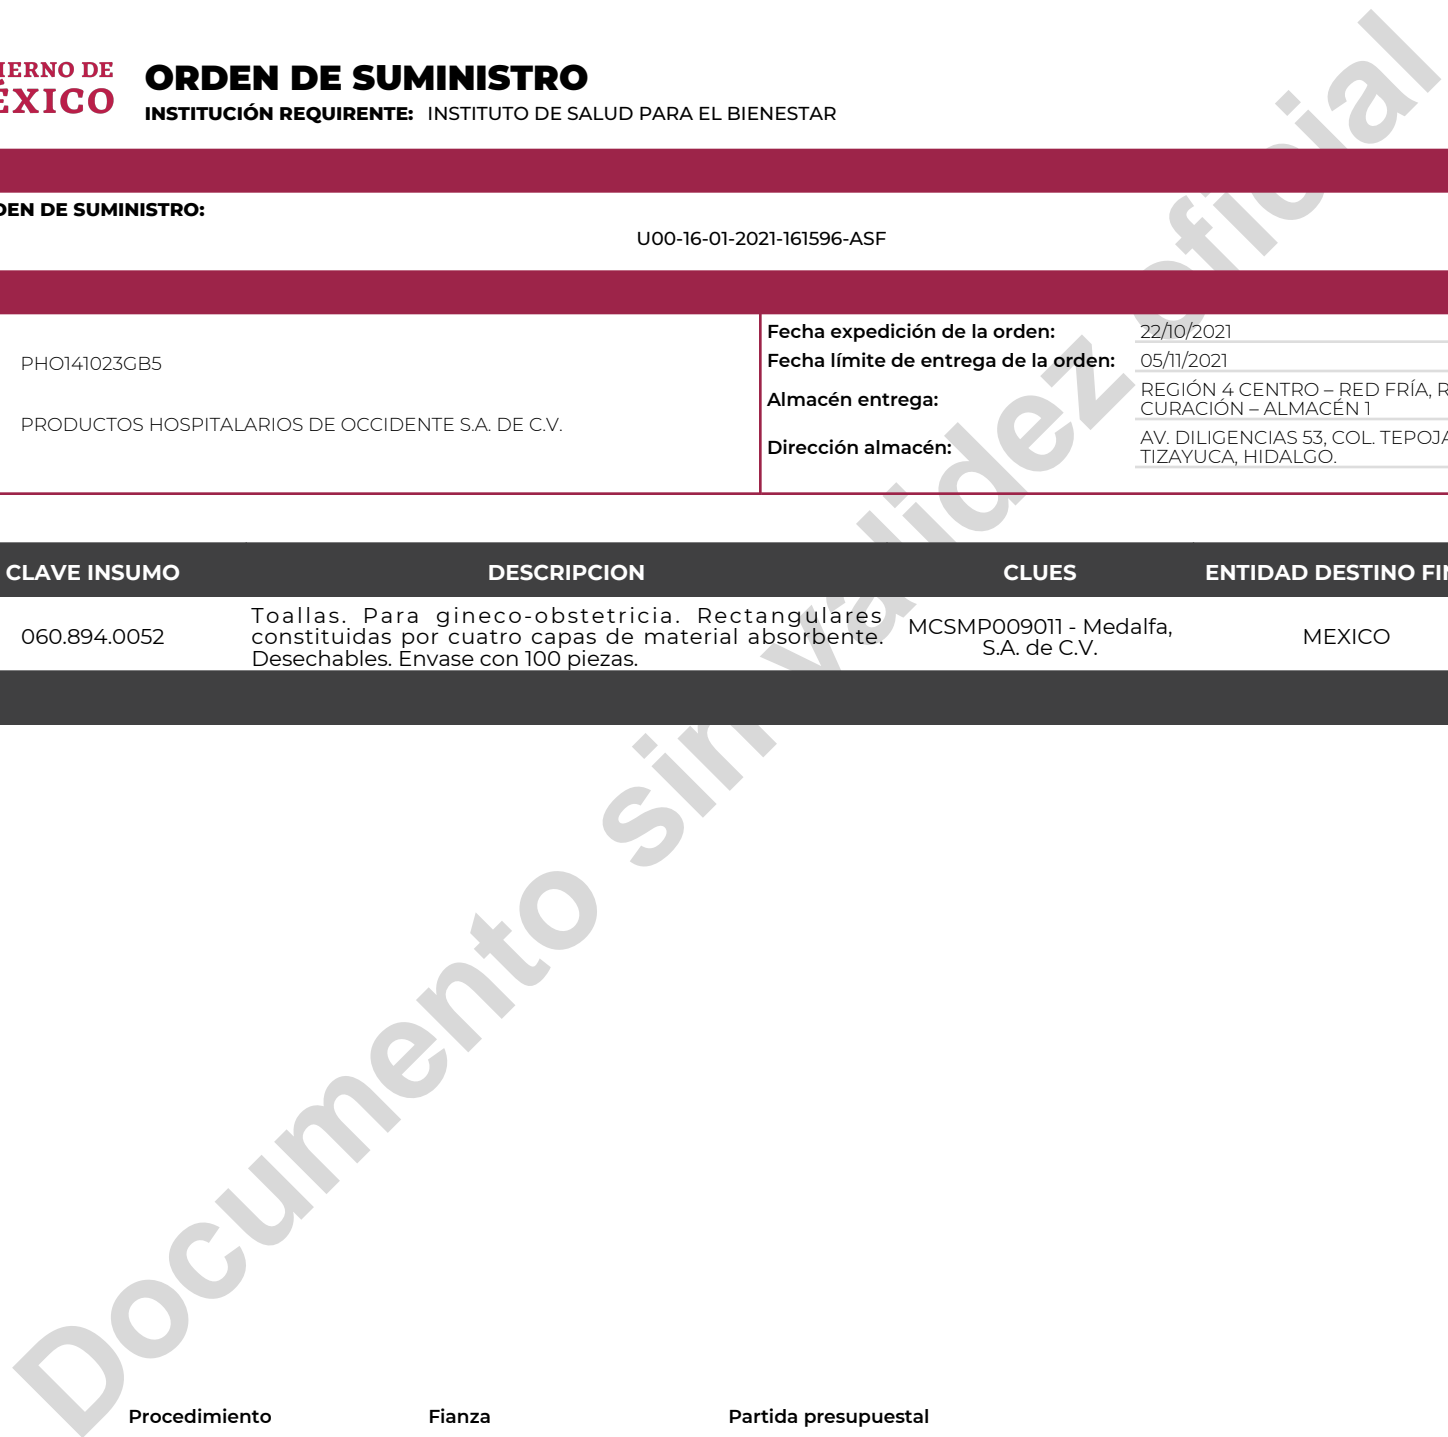 IERNO DE
ÉXICO
ORDEN DE SUMINISTRO
INSTITUCIÓN REQUIRENTE: INSTITUTO DE SALUD PARA EL BIENESTAR
DEN DE SUMINISTRO:
U00-16-01-2021-161596-ASF
PHO141023GB5
PRODUCTOS HOSPITALARIOS DE OCCIDENTE S.A. DE C.V.
Fecha expedición de la orden: 22/10/2021
Fecha límite de entrega de la orden: 05/11/2021
Almacén entrega: REGIÓN 4 CENTRO – RED FRÍA, R
CURACIÓN – ALMACÉN 1
Dirección almacén: AV. DILIGENCIAS 53, COL. TEPOJA
TIZAYUCA, HIDALGO.
CLAVE INSUMO DESCRIPCION CLUES ENTIDAD DESTINO FIN
060.894.0052
Toallas. Para gineco-obstetricia. Rectangulares
constituidas por cuatro capas de material absorbente.
Desechables. Envase con 100 piezas.
MCSMP009011 - Medalfa,
S.A. de C.V.
MEXICO
Documento sin validez oficial
Procedimiento Fianza Partida presupuestal